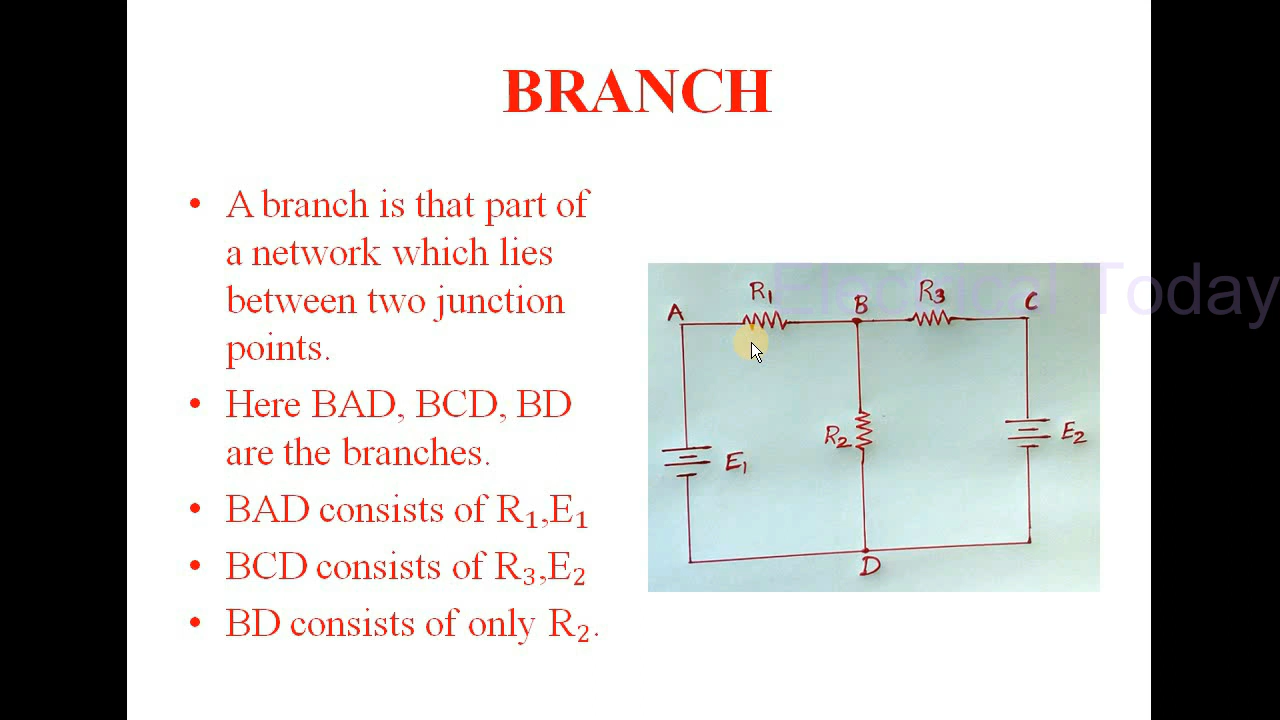 BRANCH
• A branch is that part of
a network which lies
between two junction
points.
• Here BAD, BCD, BD
are the branches.
• BAD consists of R₁,E₁
• BCD consists of R₃,E₂
• BD consists of only R₂.
Electrical Today
R₁
R₃
A
B
C
R₂
E₂
E₁
D